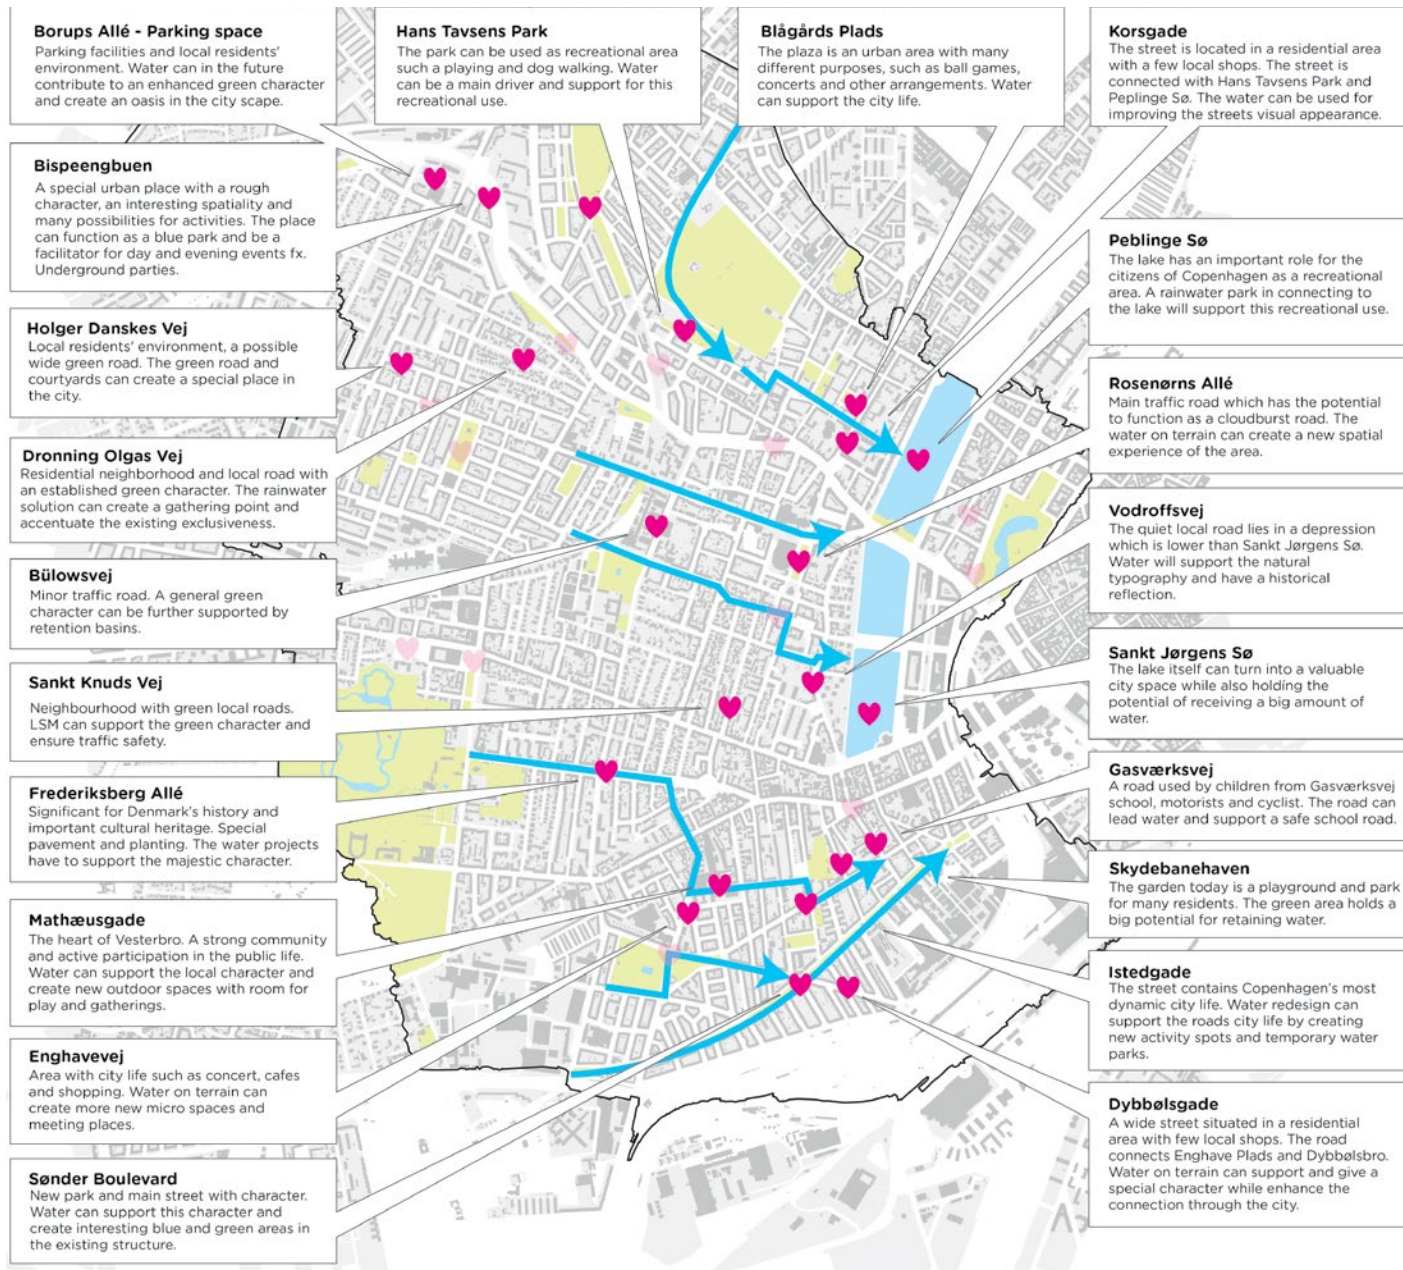 Borups Allé - Parking space
Parking facilities and local residents'
environment. Water can in the future
contribute to an enhanced green character
and create an oasis in the city scape.
Hans Tavsens Park
The park can be used as recreational area
such a playing and dog walking. Water
can be a main driver and support for this
recreational use.
Blågårds Plads
The plaza is an urban area with many
different purposes, such as ball games,
concerts and other arrangements. Water
can support the city life.
Korsgade
The street is located in a residential area
with a few local shops. The street is
connected with Hans Tavsens Park and
Peplinge Sø. The water can be used for
improving the streets visual appearance.
Bispeengbuen
A special urban place with a rough
character, an interesting spatiality and
many possibilities for activities. The place
can function as a blue park and be a
facilitator for day and evening events fx.
Underground parties.
Holger Danskes Vej
Local residents' environment, a possible
wide green road. The green road and
courtyards can create a special place in
the city.
Dronning Olgas Vej
Residential neighborhood and local road with
an established green character. The rainwater
solution can create a gathering point and
accentuate the existing exclusiveness.
Bülowsvej
Minor traffic road. A general green
character can be further supported by
retention basins.
Sankt Knuds Vej
Neighbourhood with green local roads.
LSM can support the green character and
ensure traffic safety.
Frederiksberg Allé
Significant for Denmark's history and
important cultural heritage. Special
pavement and planting. The water projects
have to support the majestic character.
Mathæusgade
The heart of Vesterbro. A strong community
and active participation in the public life.
Water can support the local character and
create new outdoor spaces with room for
play and gatherings.
Enghavevej
Area with city life such as concert, cafes
and shopping. Water on terrain can
create more new micro spaces and
meeting places.
Sønder Boulevard
New park and main street with character.
Water can support this character and
create interesting blue and green areas in
the existing structure.
Peblinge Sø
The lake has an important role for the
citizens of Copenhagen as a recreational
area. A rainwater park in connecting to
the lake will support this recreational use.
Rosenørns Allé
Main traffic road which has the potential
to function as a cloudburst road. The
water on terrain can create a new spatial
experience of the area.
Vodroffsvej
The quiet local road lies in a depression
which is lower than Sankt Jørgens Sø.
Water will support the natural
typography and have a historical
reflection.
Sankt Jørgens Sø
The lake itself can turn into a valuable
city space while also holding the
potential of receiving a big amount of
water.
Gasværksvej
A road used by children from Gasværksvej
school, motorists and cyclist. The road can
lead water and support a safe school road.
Skydebanehaven
The garden today is a playground and park
for many residents. The green area holds a
big potential for retaining water.
Istedgade
The street contains Copenhagen's most
dynamic city life. Water redesign can
support the roads city life by creating
new activity spots and temporary water
parks.
Dybbølsgade
A wide street situated in a residential
area with few local shops. The road
connects Enghave Plads and Dybbølsbro.
Water on terrain can support and give a
special character while enhance the
connection through the city.